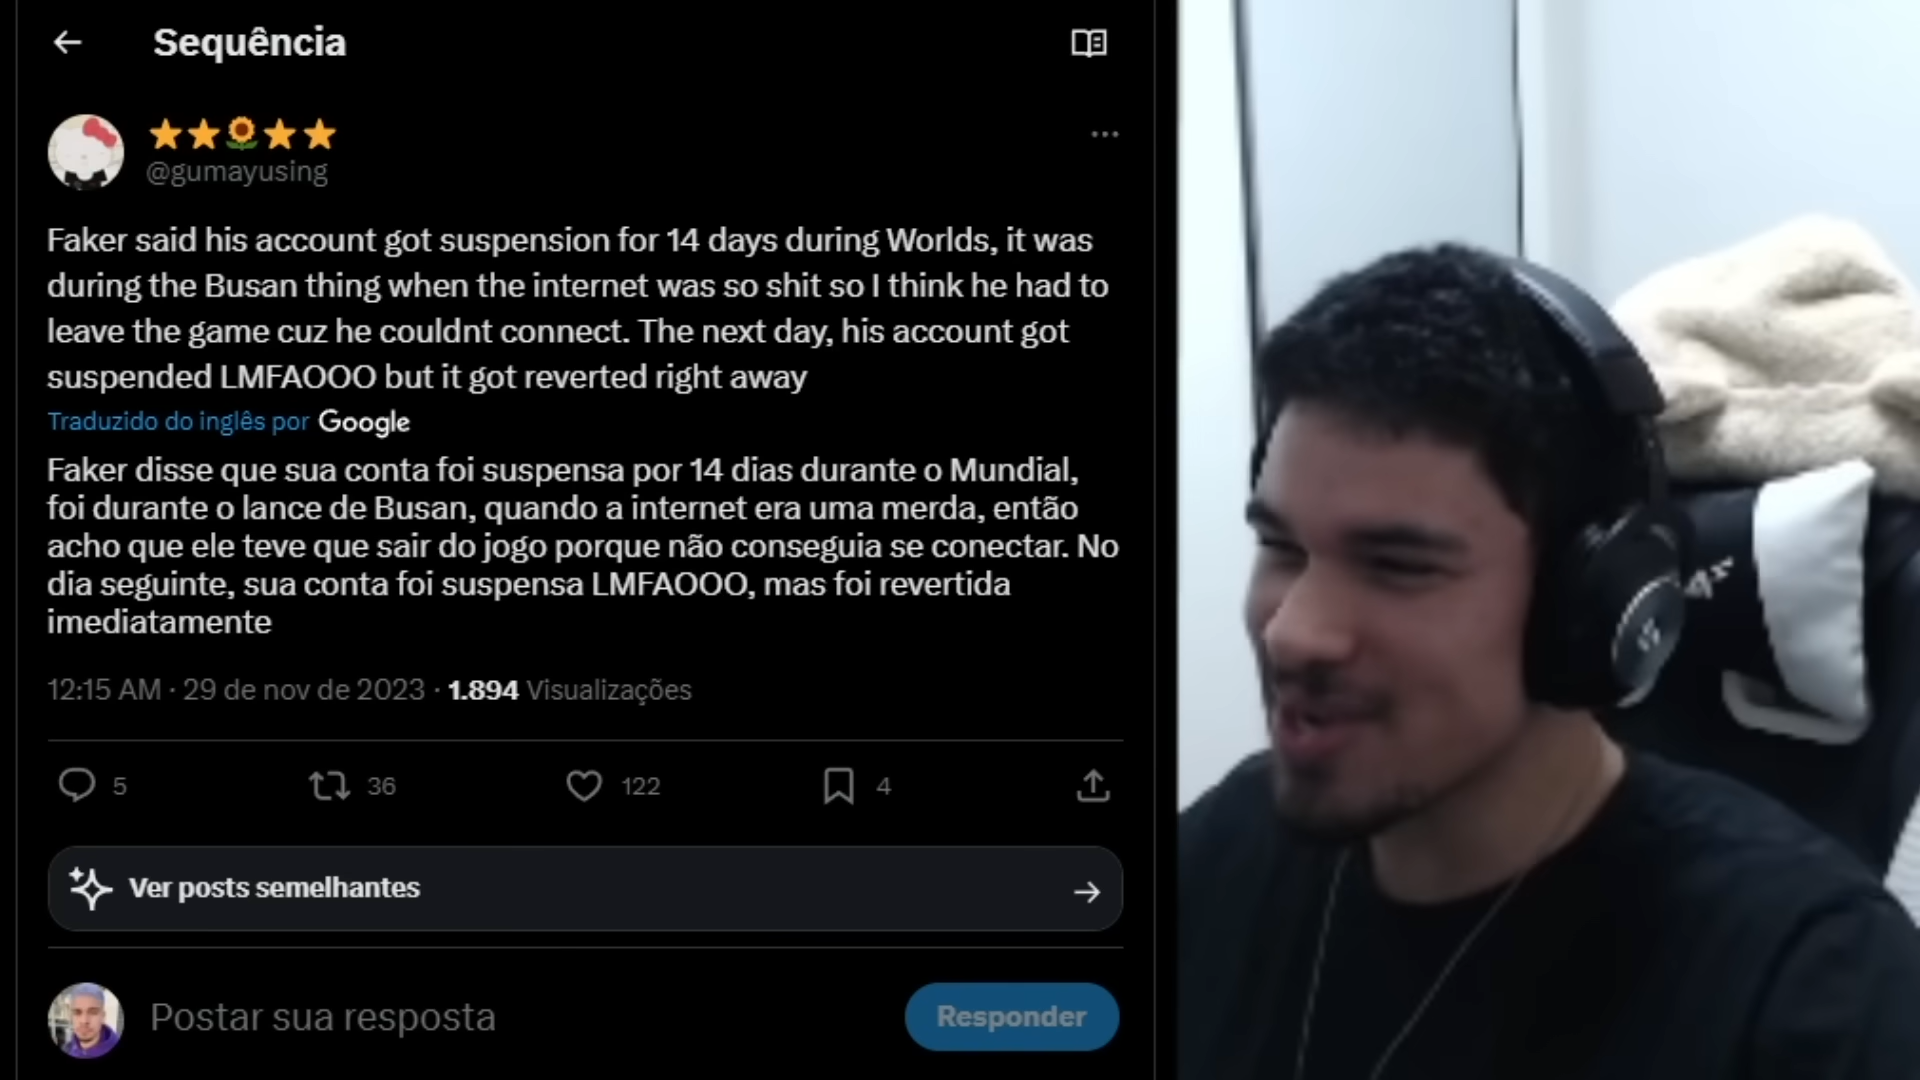 Sequência
@gumayusing
Faker said his account got suspension for 14 days during Worlds, it was
during the Busan thing when the internet was so shit so I think he had to
leave the game cuz he couldnt connect. The next day, his account got
suspended LMFAOOO but it got reverted right away
Traduzido do inglês por Google
Faker disse que sua conta foi suspensa por 14 dias durante o Mundial,
foi durante o lance de Busan, quando a internet era uma merda, então
acho que ele teve que sair do jogo porque não conseguia se conectar. No
dia seguinte, sua conta foi suspensa LMFAOOO, mas foi revertida
imediatamente
12:15 AM · 29 de nov de 2023 · 1.894 Visualizações
5 36 122 4
Ver posts semelhantes
Postar sua resposta
Responder